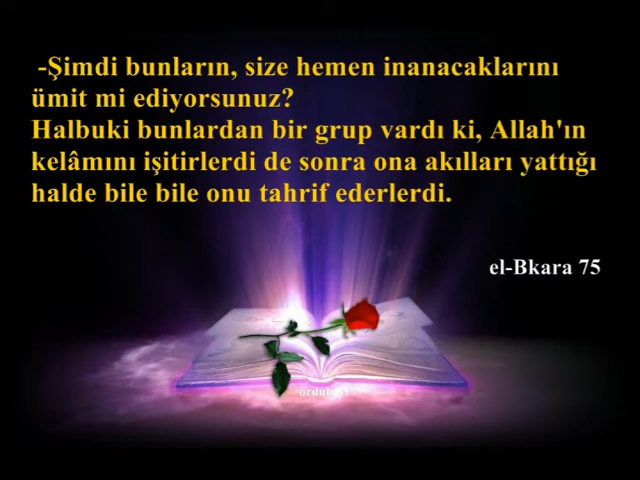 -Şimdi bunların, size hemen inanacaklarını
ümit mi ediyorsunuz?
Halbuki bunlardan bir grup vardı ki, Allah'ın
kelâmını işitirlerdi de sonra ona akılları yattığı
halde bile bile onu tahrif ederlerdi.
el-Bkara 75